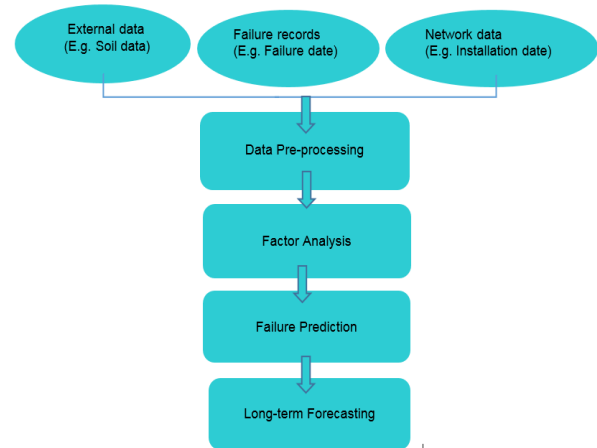 External data
(E.g. Soil data)
Failure records
(E.g. Failure date)
Network data
(E.g. Installation date)
Data Pre-processing
Factor Analysis
Failure Prediction
Long-term Forecasting